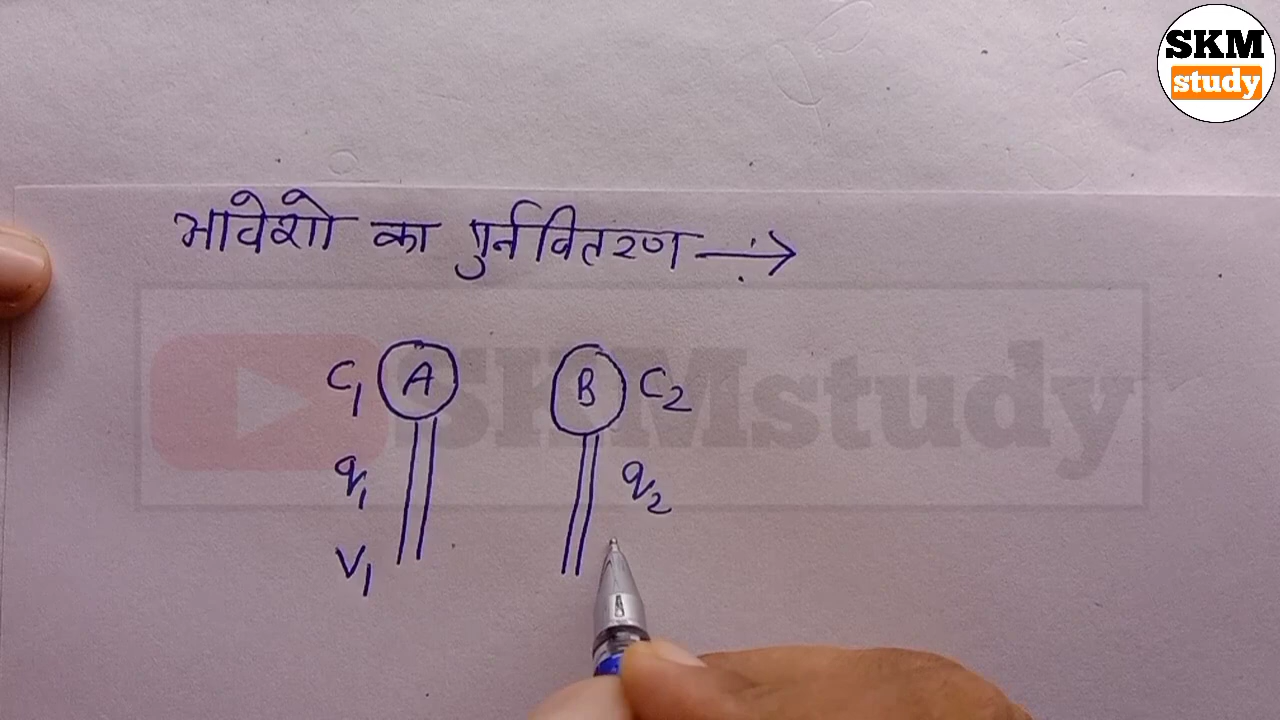 SKM
study
आवेशो का पुर्नवितरण →
C₁ A B C₂
SKMstudy
q₁ q₂
V₁